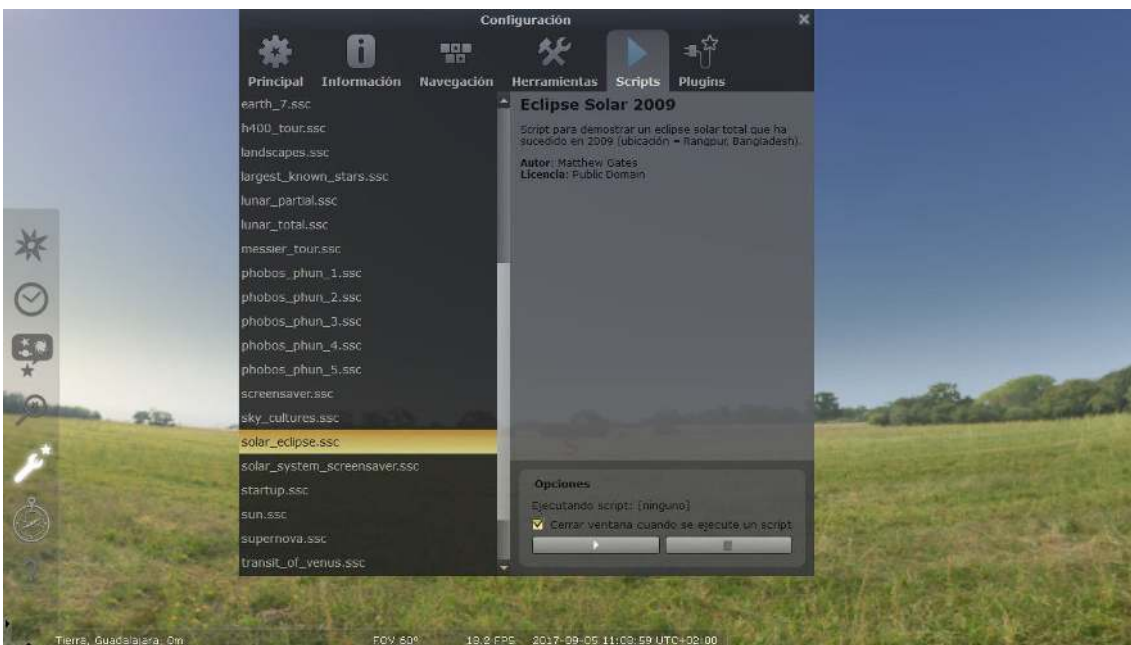 Configuración
Principal Información Navegación Herramientas Scripts Plugins
earth_7.ssc
h400_tour.ssc
landscapes.ssc
largest_known_stars.ssc
lunar_partial.ssc
lunar_total.ssc
messier_tour.ssc
phobos_phun_1.ssc
phobos_phun_2.ssc
phobos_phun_3.ssc
phobos_phun_4.ssc
phobos_phun_5.ssc
screensaver.ssc
sky_cultures.ssc
solar_eclipse.ssc
solar_system_screensaver.ssc
startup.ssc
sun.ssc
supernova.ssc
transit_of_venus.ssc
Eclipse Solar 2009
Script para demostrar un eclipse solar total que ha
sucedido en 2009 (ubicación = Rangpur, Bangladesh).
Autor: Matthew Gates
Licencia: Public Domain
Opciones
Ejecutando script: [ninguno]
Cerrar ventana cuando se ejecute un script
Tierra, Guadalajara, 0m FOV 60° 18.2 FPS 2017-09-05 11:08:59 UTC+02:00